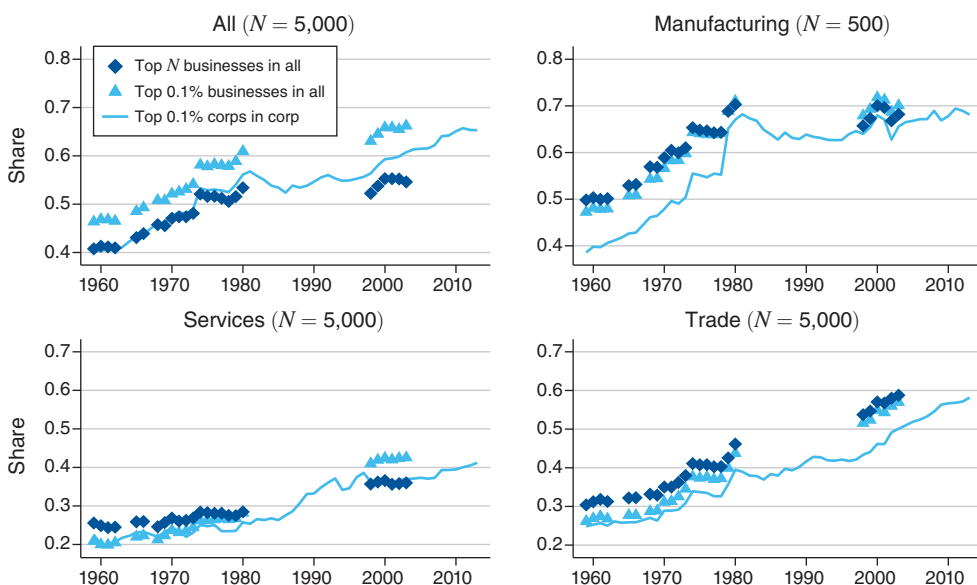 All (N = 5,000)
Share
0.8
0.7
0.6
0.5
0.4
Top N businesses in all
Top 0.1% businesses in all
Top 0.1% corps in corp
1960 1970 1980 1990 2000 2010
Manufacturing (N = 500)
0.8
0.7
0.6
0.5
0.4
1960 1970 1980 1990 2000 2010
Services (N = 5,000)
Share
0.7
0.6
0.5
0.4
0.3
0.2
1960 1970 1980 1990 2000 2010
Trade (N = 5,000)
0.7
0.6
0.5
0.4
0.3
0.2
1960 1970 1980 1990 2000 2010